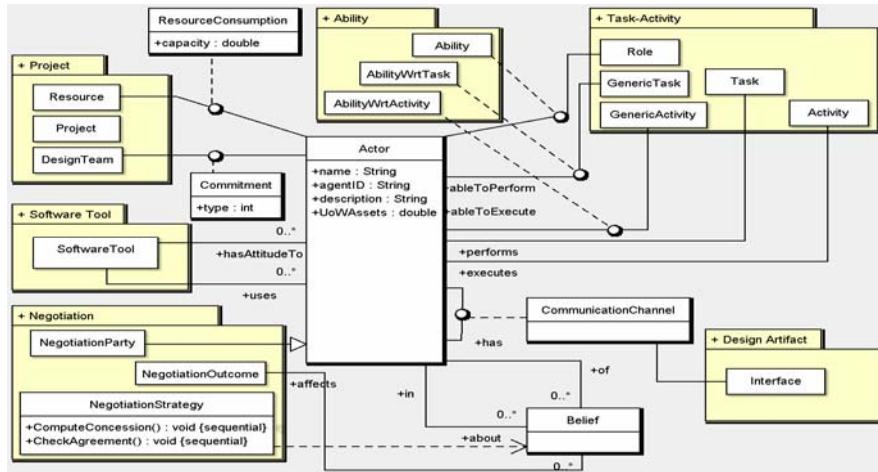 ResourceConsumption
+capacity : double
+ Ability
Ability
AbilityWrtTask
AbilityWrtActivity
+ Task-Activity
Role
GenericTask
Task
GenericActivity
Activity
+ Project
Resource
Project
DesignTeam
Actor
+name : String
+agentID : String
+description : String
+UoWAssets : double
Commitment
+type : int
+ableToPerform
+ableToExecute
+ Software Tool
SoftwareTool
0..*
+hasAttitudeTo
0..*
+uses
+performs
+executes
+ Negotiation
NegotiationParty
NegotiationOutcome
NegotiationStrategy
+ComputeConcession() : void {sequential}
+CheckAgreement() : void {sequential}
+has
CommunicationChannel
+ Design Artifact
Interface
+affects
+in
+of
0..*
0..*
Belief
+about
0..*